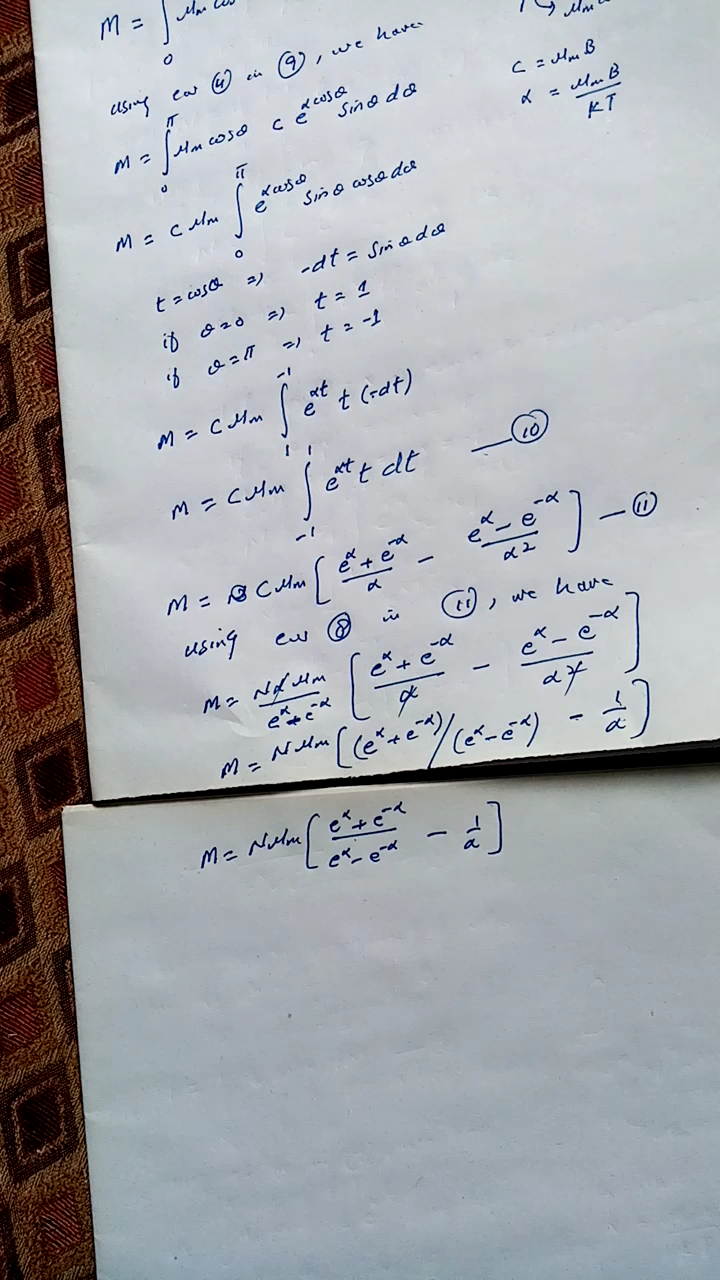 M = ∫₀ μm cos
using eqn ④ in ⑨, we have
C = μm B
α = μm B / KT
M = ∫₀^π μm cosθ C e^{α cosθ} sinθ dθ
M = C μm ∫₀^π e^{α cosθ} sinθ cosθ dθ
t = cosθ => -dt = sinθ dθ
if θ=0 => t = 1
if θ=π => t = -1
M = C μm ∫₁^{-1} e^{αt} t (-dt)
M = C μm ∫_{-1}^{1} e^{αt} t dt — ⑩
M = C μm [ (e^α + e^{-α})/α − (e^α − e^{-α})/α² ] — ⑪
using eqn ⑧ in ⑪, we have
M = Nα μm / (e^α − e^{-α}) [ (e^α + e^{-α})/α − (e^α − e^{-α})/α² ]
M = N μm [ (e^α + e^{-α}) / (e^α − e^{-α}) − 1/α ]
M = N μm [ (e^α + e^{-α})/(e^α − e^{-α}) − 1/α ]